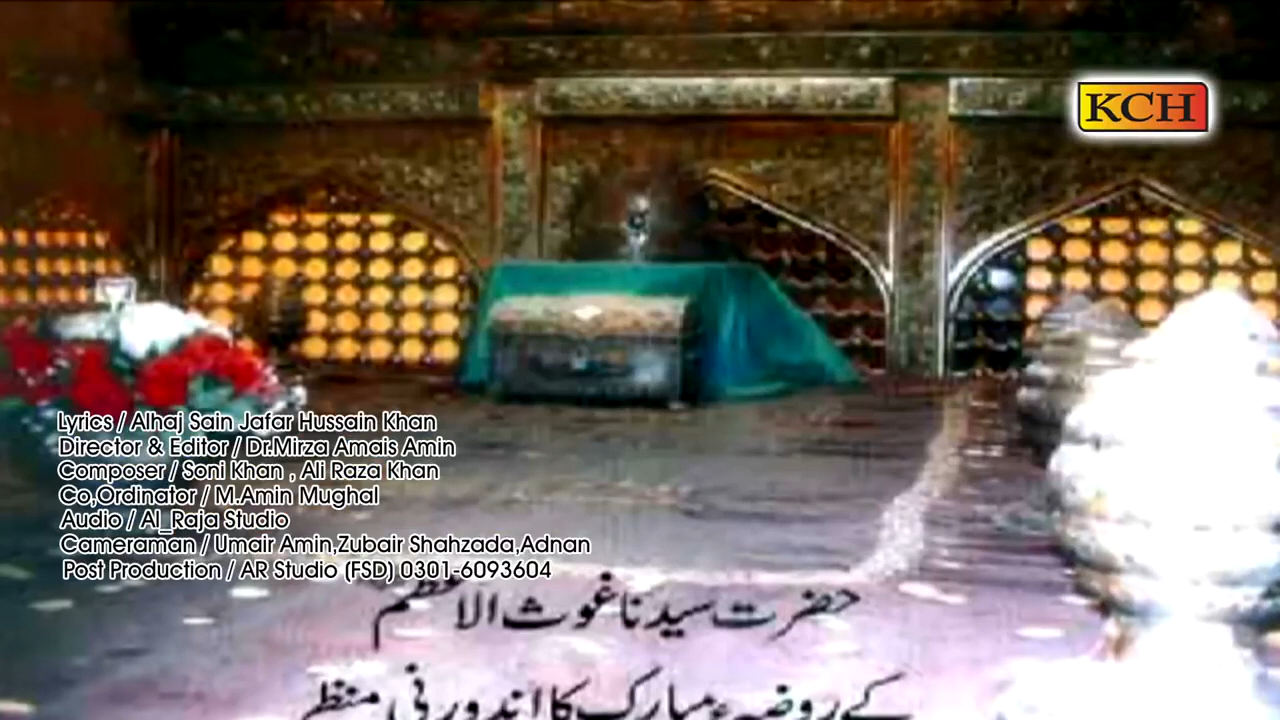 KCH
Lyrics / Alhaj Sain Jafar Hussain Khan
Director & Editor / Dr.Mirza Amais Amin
Composer / Soni Khan , Ali Raza Khan
Co,Ordinator / M.Amin Mughal
Audio / Al_Raja Studio
Cameraman / Umair Amin,Zubair Shahzada,Adnan
Post Production / AR Studio (FSD) 0301-6093604
حضرت سیدنا غوث الاعظم
کے روضہء مبارک کا اندورنی منظر